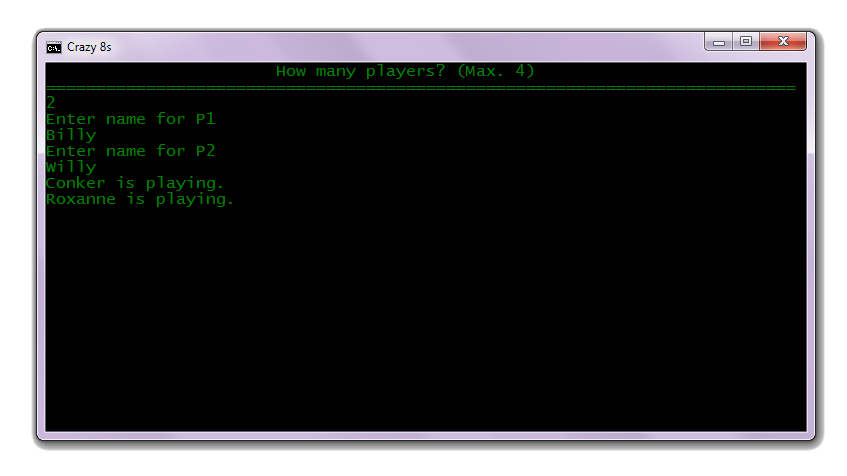 Crazy 8s
How many players? (Max. 4)
===========================================================================
2
Enter name for P1
Billy
Enter name for P2
Willy
Conker is playing.
Roxanne is playing.